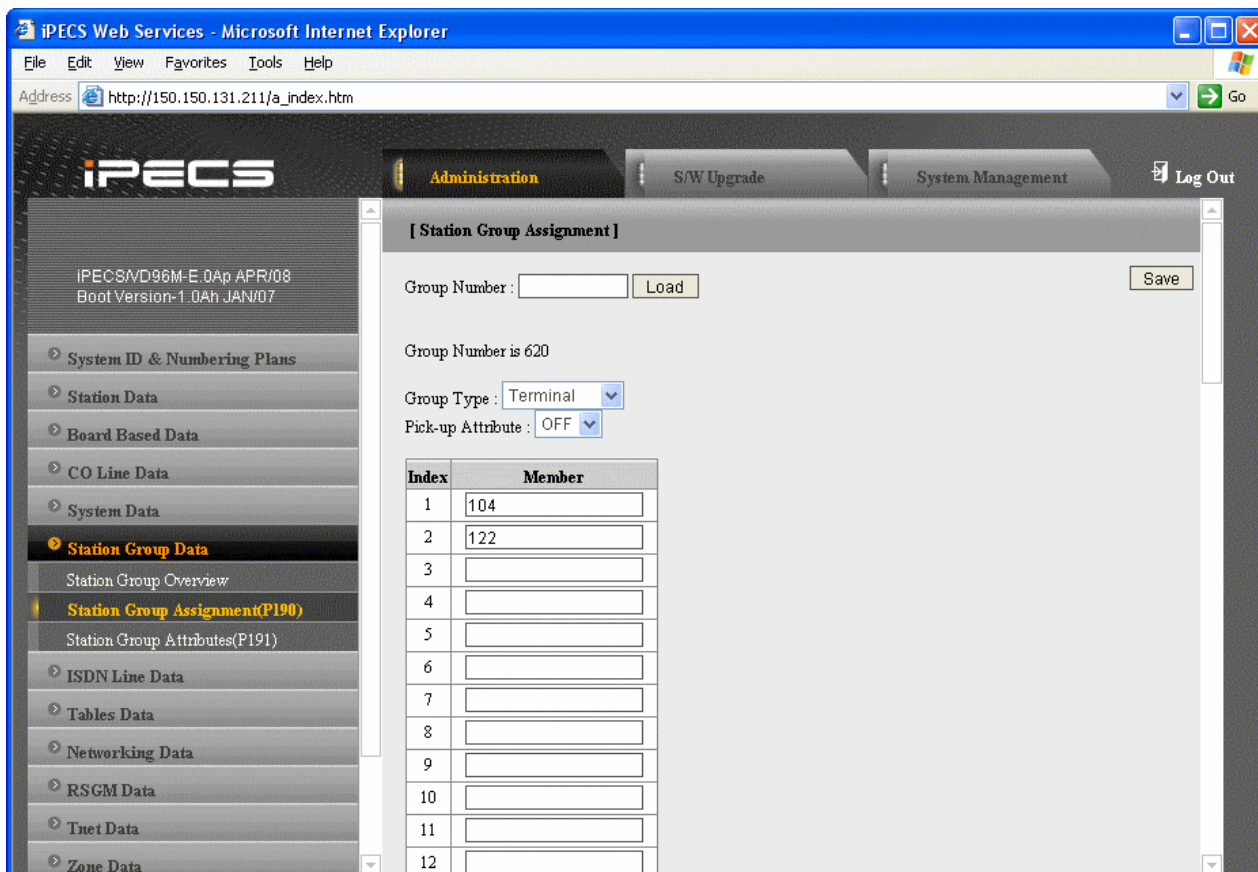 iPECS Web Services - Microsoft Internet Explorer
File Edit View Favorites Tools Help
Address http://150.150.131.211/a_index.htm Go
iPECS
Administration S/W Upgrade System Management Log Out
iPECS/VD96M-E.0Ap APR/08
Boot Version-1.0Ah JAN/07
System ID & Numbering Plans
Station Data
Board Based Data
CO Line Data
System Data
Station Group Data
Station Group Overview
Station Group Assignment(P190)
Station Group Attributes(P191)
ISDN Line Data
Tables Data
Networking Data
RSGM Data
Tnet Data
Zone Data
[ Station Group Assignment ]
Group Number : Load Save
Group Number is 620
Group Type : Terminal
Pick-up Attribute : OFF
Index Member
1 104
2 122
3
4
5
6
7
8
9
10
11
12